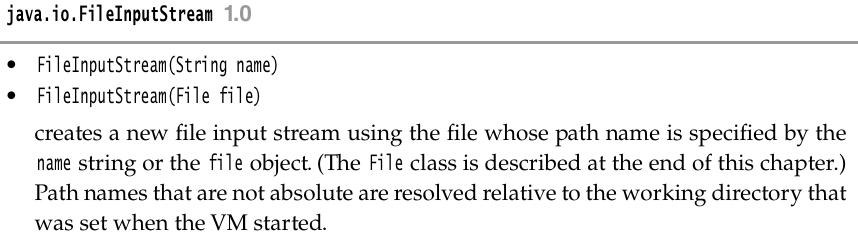 java.io.FileInputStream 1.0
• FileInputStream(String name)
• FileInputStream(File file)
creates a new file input stream using the file whose path name is specified by the
name string or the file object. (The File class is described at the end of this chapter.)
Path names that are not absolute are resolved relative to the working directory that
was set when the VM started.